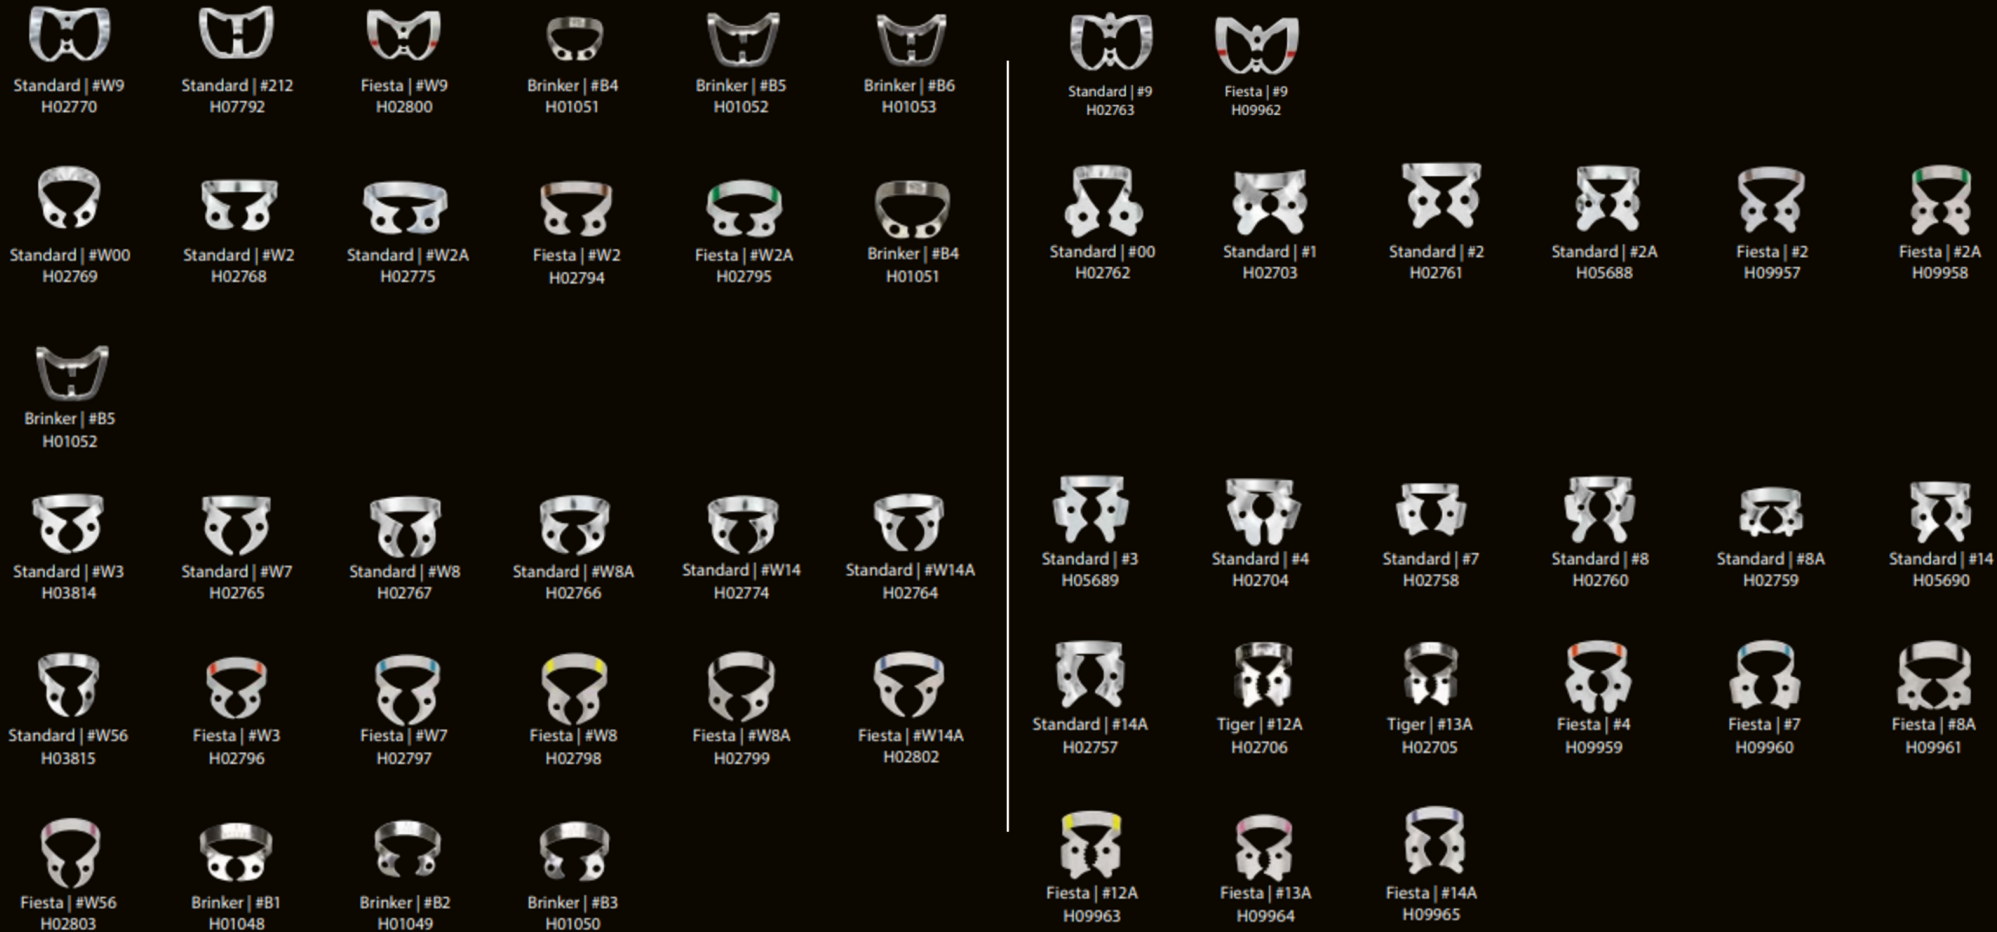 Standard | #W9
H02770
Standard | #212
H07792
Fiesta | #W9
H02800
Brinker | #B4
H01051
Brinker | #B5
H01052
Brinker | #B6
H01053
Standard | #W00
H02769
Standard | #W2
H02768
Standard | #W2A
H02775
Fiesta | #W2
H02794
Fiesta | #W2A
H02795
Brinker | #B4
H01051
Brinker | #B5
H01052
Standard | #W3
H03814
Standard | #W7
H02765
Standard | #W8
H02767
Standard | #W8A
H02766
Standard | #W14
H02774
Standard | #W14A
H02764
Standard | #W56
H03815
Fiesta | #W3
H02796
Fiesta | #W7
H02797
Fiesta | #W8
H02798
Fiesta | #W8A
H02799
Fiesta | #W14A
H02802
Fiesta | #W56
H02803
Brinker | #B1
H01048
Brinker | #B2
H01049
Brinker | #B3
H01050
Standard | #9
H02763
Fiesta | #9
H09962
Standard | #00
H02762
Standard | #1
H02703
Standard | #2
H02761
Standard | #2A
H05688
Fiesta | #2
H09957
Fiesta | #2A
H09958
Standard | #3
H05689
Standard | #4
H02704
Standard | #7
H02758
Standard | #8
H02760
Standard | #8A
H02759
Standard | #14
H05690
Standard | #14A
H02757
Tiger | #12A
H02706
Tiger | #13A
H02705
Fiesta | #4
H09959
Fiesta | #7
H09960
Fiesta | #8A
H09961
Fiesta | #12A
H09963
Fiesta | #13A
H09964
Fiesta | #14A
H09965